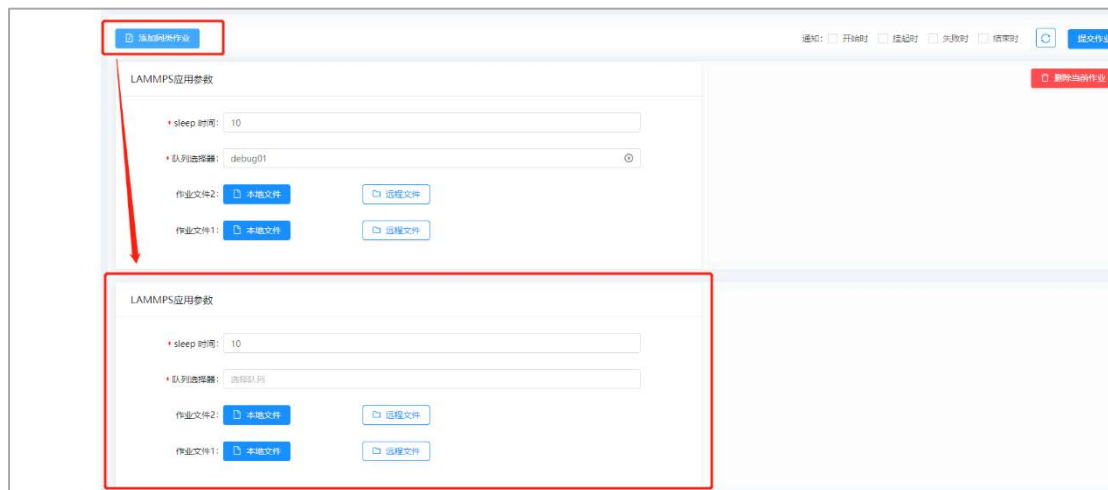 添加同类作业
通知: 开始时 挂起时 失败时 结束时 提交作业
LAMMPS应用参数
删除当前作业
* sleep 时间: 10
* 队列选择器: debug01
作业文件2: 本地文件 远程文件
作业文件1: 本地文件 远程文件
LAMMPS应用参数
* sleep 时间: 10
* 队列选择器: 选择队列
作业文件2: 本地文件 远程文件
作业文件1: 本地文件 远程文件